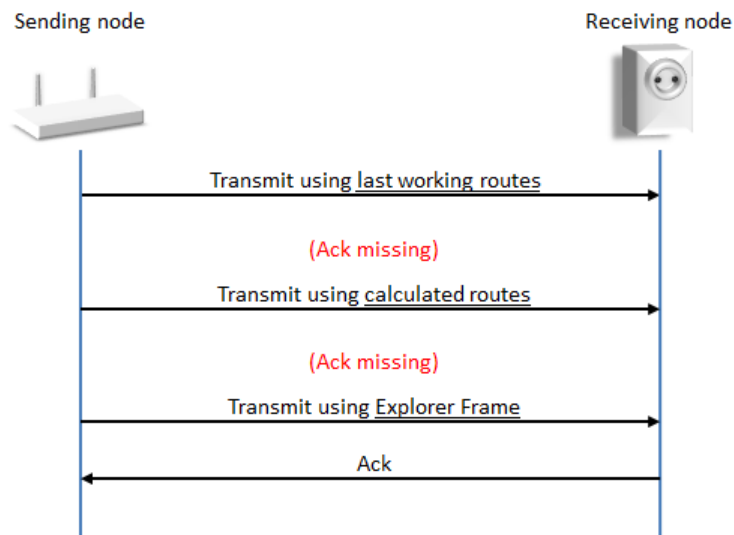 Sending node
Receiving node
Transmit using last working routes
(Ack missing)
Transmit using calculated routes
(Ack missing)
Transmit using Explorer Frame
Ack